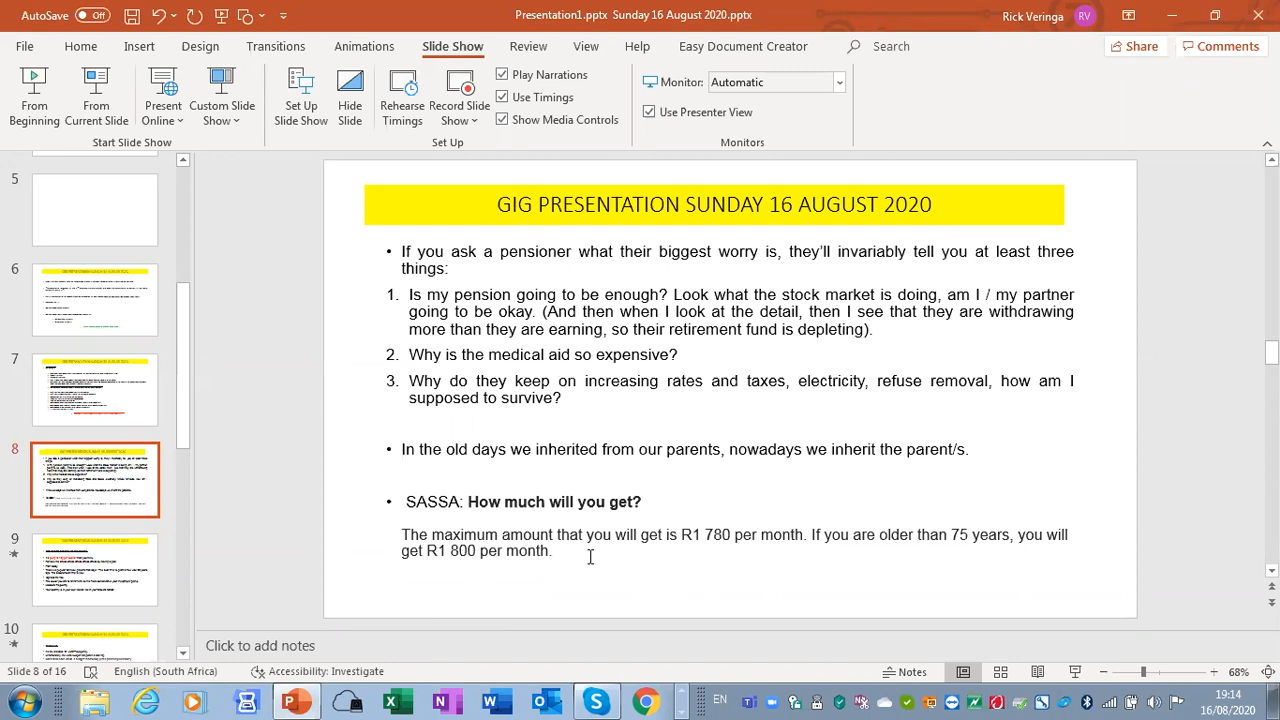 AutoSave Off Presentation1.pptx Sunday 16 August 2020.pptx Rick Veringa RV
File Home Insert Design Transitions Animations Slide Show Review View Help Easy Document Creator Search Share Comments
From Beginning
From Current Slide
Present Online
Custom Slide Show
Set Up Slide Show
Hide Slide
Rehearse Timings
Record Slide Show
Play Narrations
Use Timings
Show Media Controls
Monitor: Automatic
Use Presenter View
Start Slide Show Set Up Monitors
5
6
7
8
9
10
GIG PRESENTATION SUNDAY 16 AUGUST 2020
• If you ask a pensioner what their biggest worry is, they’ll invariably tell you at least three
things:
1. Is my pension going to be enough? Look what the stock market is doing, am I / my partner
going to be okay. (And then when I look at the detail, then I see that they are withdrawing
more than they are earning, so their retirement fund is depleting).
2. Why is the medical aid so expensive?
3. Why do they keep on increasing rates and taxes, electricity, refuse removal, how am I
supposed to survive?
• In the old days we inherited from our parents, nowadays we inherit the parent/s.
• SASSA: How much will you get?
The maximum amount that you will get is R1 780 per month. If you are older than 75 years, you will
get R1 800 per month.
Click to add notes
Slide 8 of 16 English (South Africa) Accessibility: Investigate Notes 68%
EN 19:14
16/08/2020